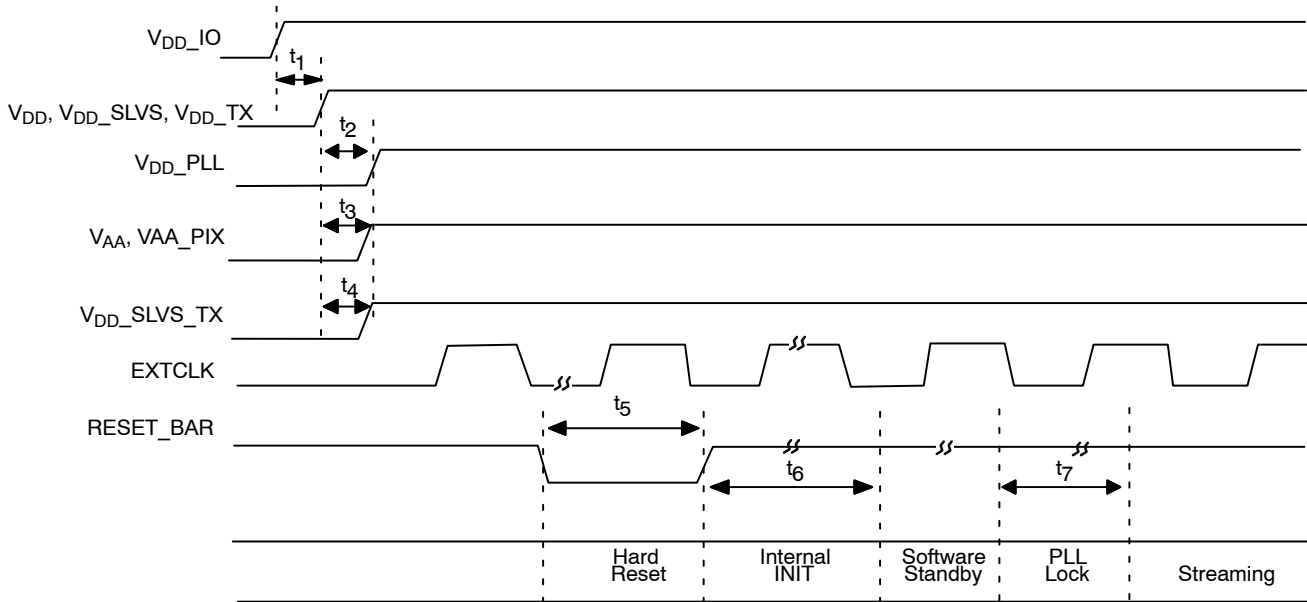 V_DD_IO
t1
V_DD, V_DD_SLVS, V_DD_TX
t2
V_DD_PLL
t3
V_AA, VAA_PIX
t4
V_DD_SLVS_TX
EXTCLK
t5
RESET_BAR
t6
t7
Hard
Reset
Internal
INIT
Software
Standby
PLL
Lock
Streaming